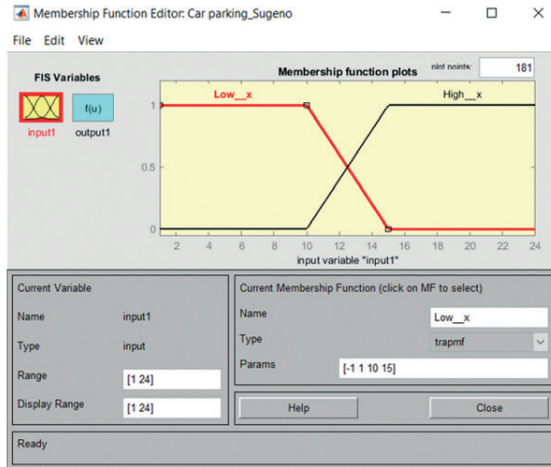 Membership Function Editor: Car parking_Sugeno
File Edit View
FIS Variables
Membership function plots
plot points: 181
f(u)
input1 output1
Low__x High__x
1
0.5
0
2 4 6 8 10 12 14 16 18 20 22 24
input variable "input1"
Current Variable
Name input1
Type input
Range [1 24]
Display Range [1 24]
Current Membership Function (click on MF to select)
Name Low__x
Type trapmf
Params [-1 1 10 15]
Help Close
Ready